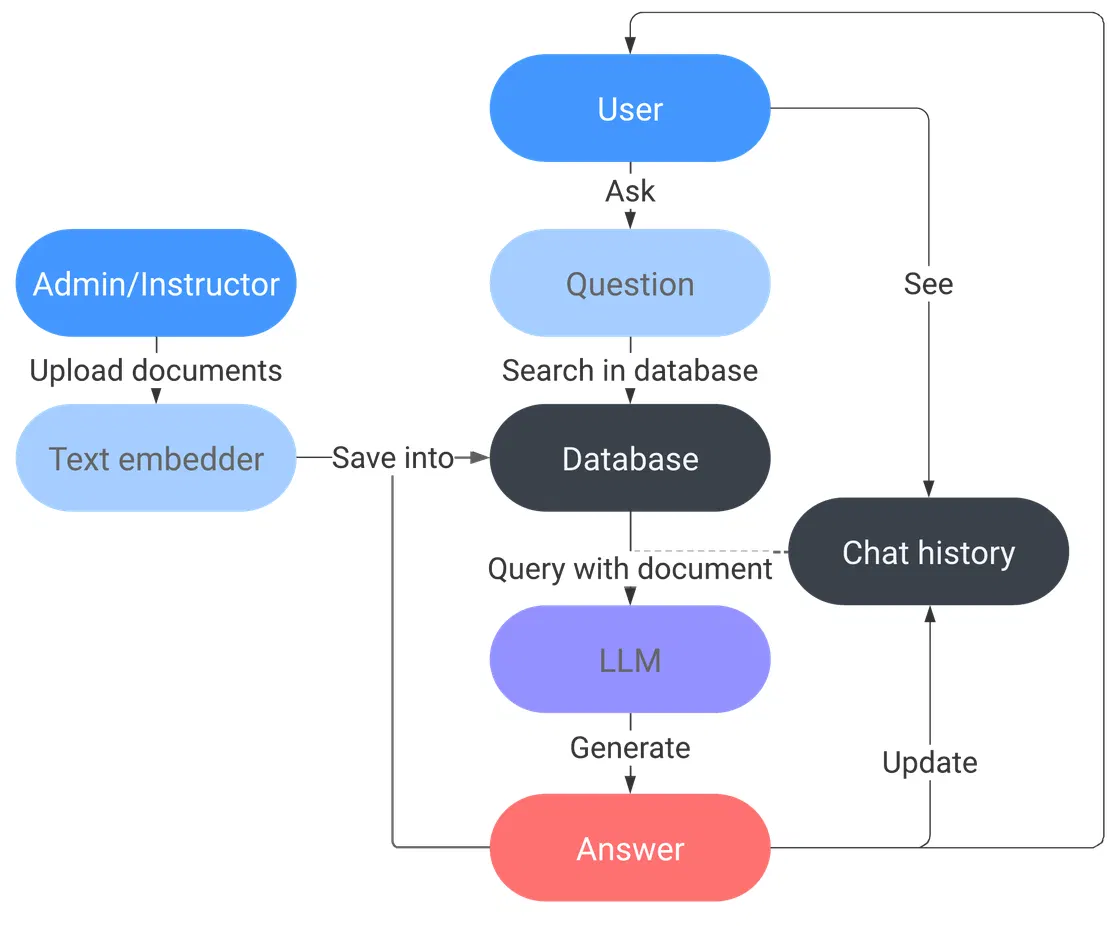 User
Ask
Admin/Instructor
Question
See
Upload documents
Search in database
Text embedder
Save into
Database
Chat history
Query with document
LLM
Generate
Update
Answer